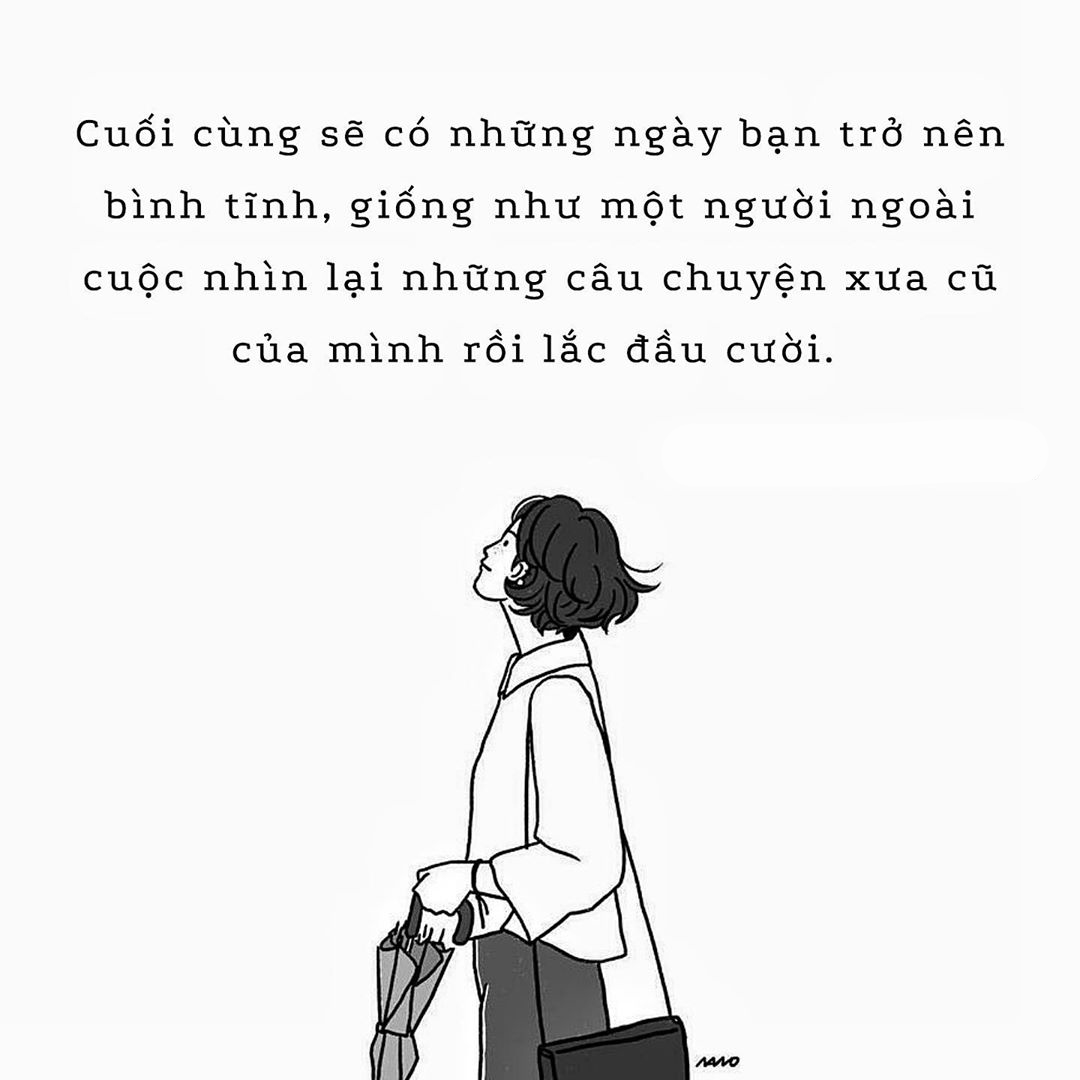 Cuối cùng sẽ có những ngày bạn trở nên
bình tĩnh, giống như một người ngoài
cuộc nhìn lại những câu chuyện xưa cũ
của mình rồi lắc đầu cười.
NANO